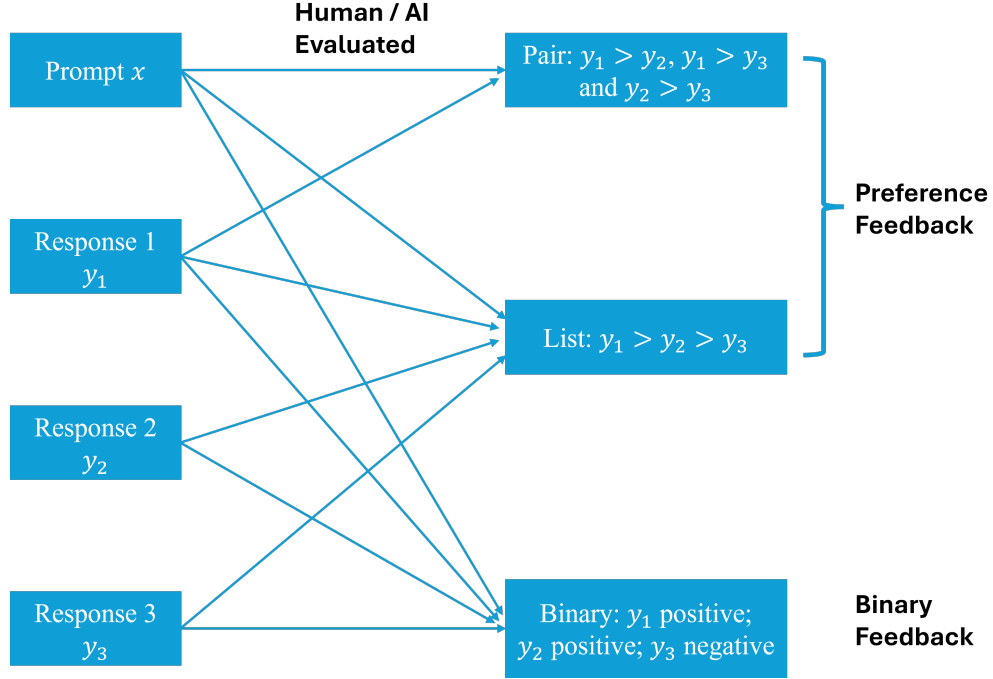 Human / AI
Evaluated
Prompt x
Pair: y₁ > y₂, y₁ > y₃
and y₂ > y₃
Preference
Feedback
Response 1
y₁
List: y₁ > y₂ > y₃
Response 2
y₂
Response 3
y₃
Binary: y₁ positive;
y₂ positive; y₃ negative
Binary
Feedback